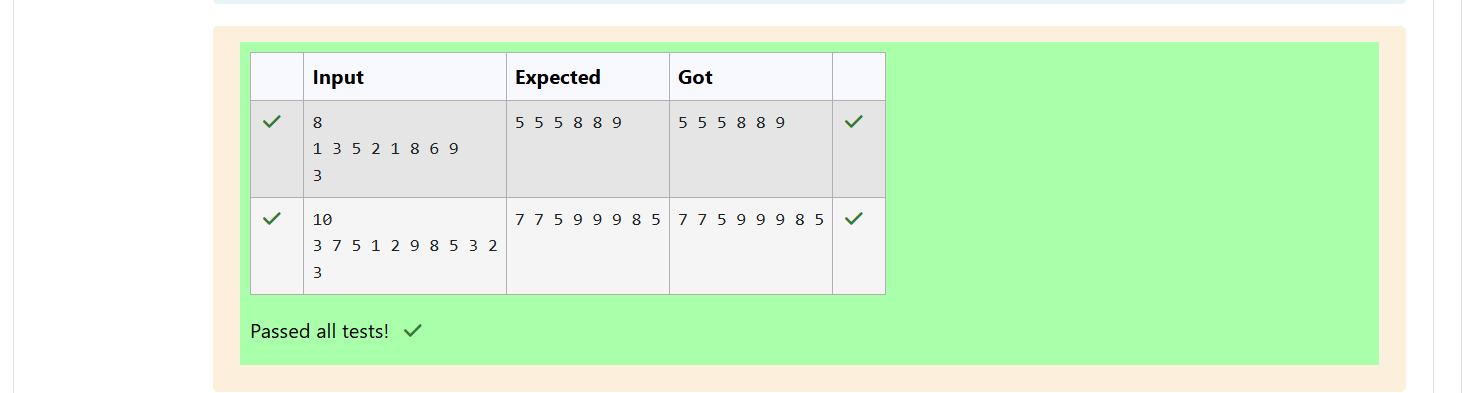 Input Expected Got
8 5 5 5 8 8 9 5 5 5 8 8 9
1 3 5 2 1 8 6 9
3
10 7 7 5 9 9 9 8 5 7 7 5 9 9 9 8 5
3 7 5 1 2 9 8 5 3 2
3
Passed all tests!